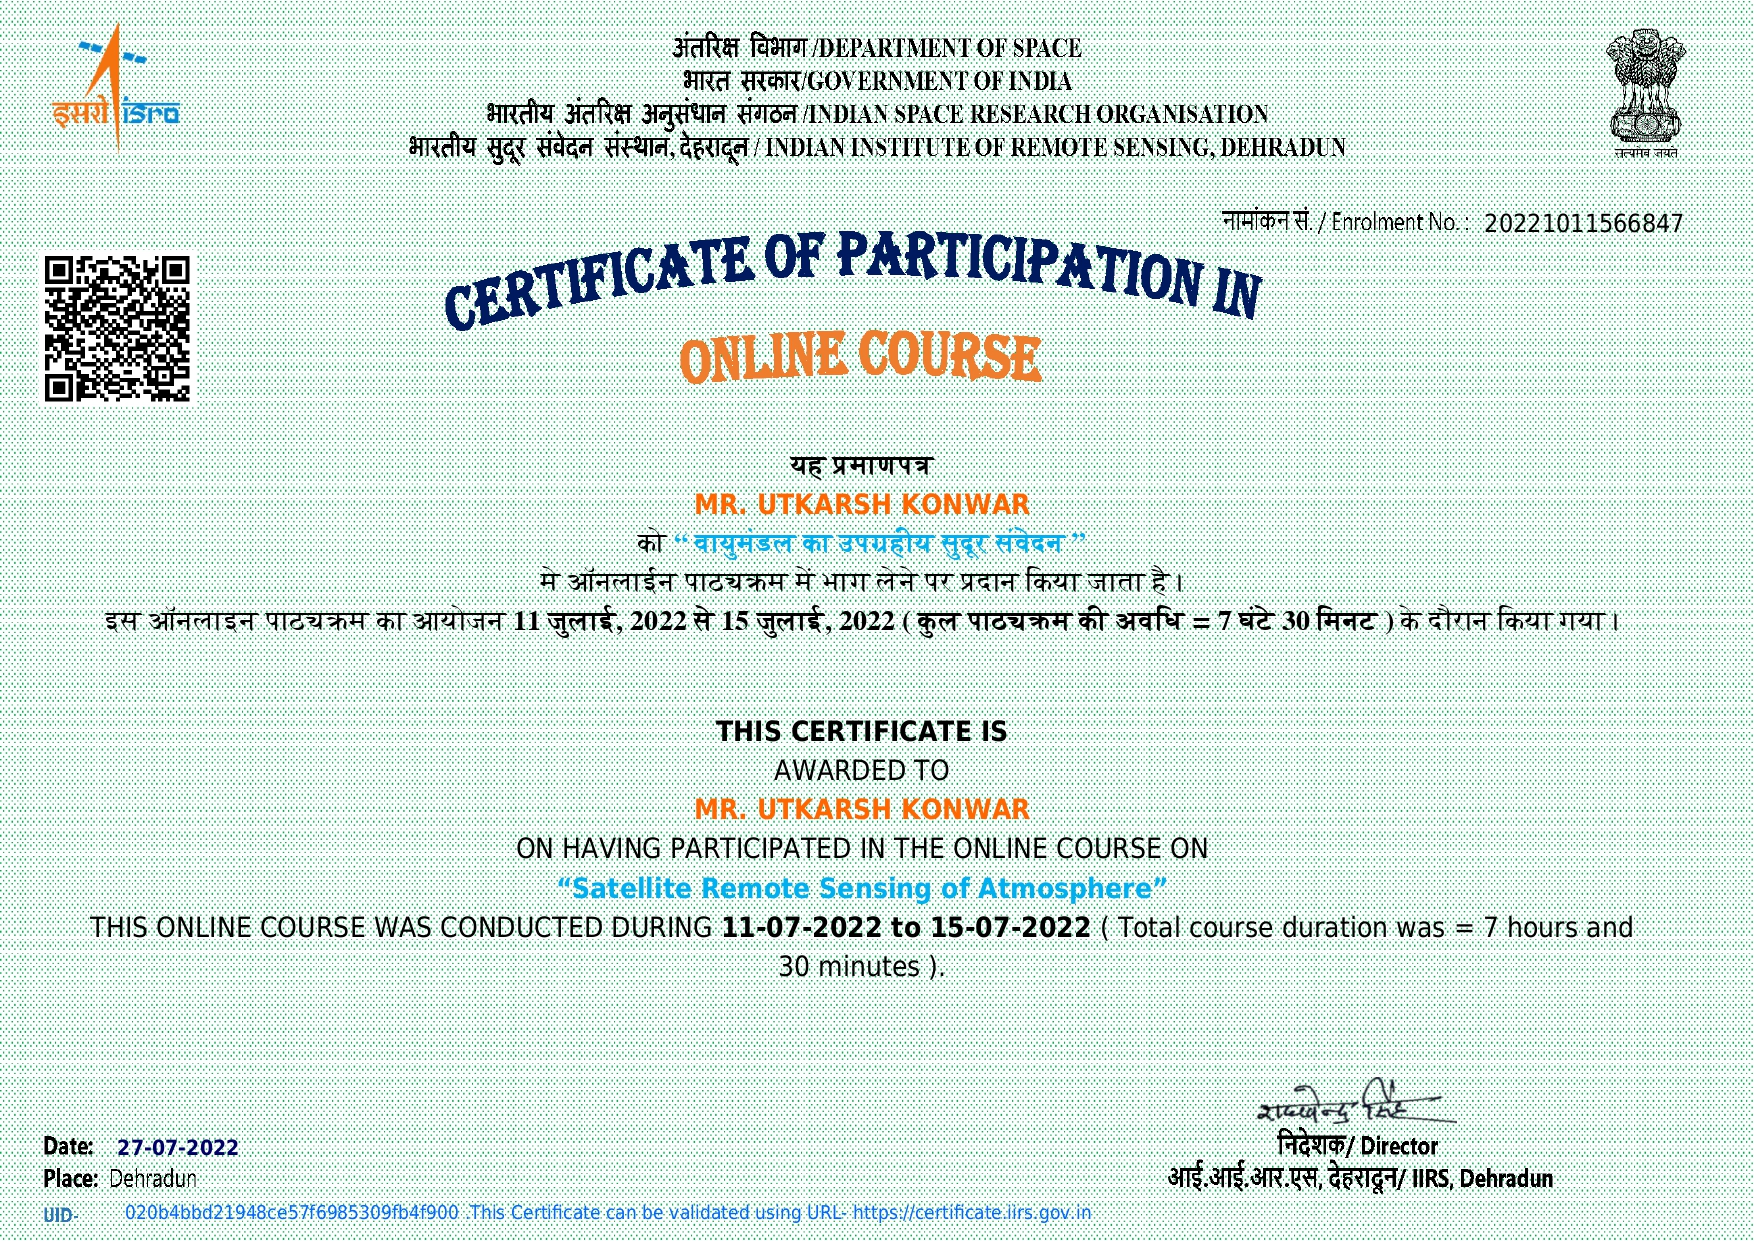 इसरो isro
अंतरिक्ष विभाग /DEPARTMENT OF SPACE
भारत सरकार/GOVERNMENT OF INDIA
भारतीय अंतरिक्ष अनुसंधान संगठन /INDIAN SPACE RESEARCH ORGANISATION
भारतीय सुदूर संवेदन संस्थान, देहरादून / INDIAN INSTITUTE OF REMOTE SENSING, DEHRADUN
सत्यमेव जयते
नामांकन सं. / Enrolment No. : 20221011566847
CERTIFICATE OF PARTICIPATION IN
ONLINE COURSE
यह प्रमाणपत्र
MR. UTKARSH KONWAR
को “ वायुमंडल का उपग्रहीय सुदूर संवेदन ”
मे ऑनलाईन पाठ्यक्रम में भाग लेने पर प्रदान किया जाता है।
इस ऑनलाइन पाठ्यक्रम का आयोजन 11 जुलाई, 2022 से 15 जुलाई, 2022 ( कुल पाठ्यक्रम की अवधि = 7 घंटे 30 मिनट ) के दौरान किया गया।
THIS CERTIFICATE IS
AWARDED TO
MR. UTKARSH KONWAR
ON HAVING PARTICIPATED IN THE ONLINE COURSE ON
“Satellite Remote Sensing of Atmosphere”
THIS ONLINE COURSE WAS CONDUCTED DURING 11-07-2022 to 15-07-2022 ( Total course duration was = 7 hours and
30 minutes ).
राघवेन्द्र सिंह
निदेशक/ Director
आई.आई.आर.एस, देहरादून/ IIRS, Dehradun
Date: 27-07-2022
Place: Dehradun
UID- 020b4bbd21948ce57f6985309fb4f900 .This Certificate can be validated using URL- https://certificate.iirs.gov.in